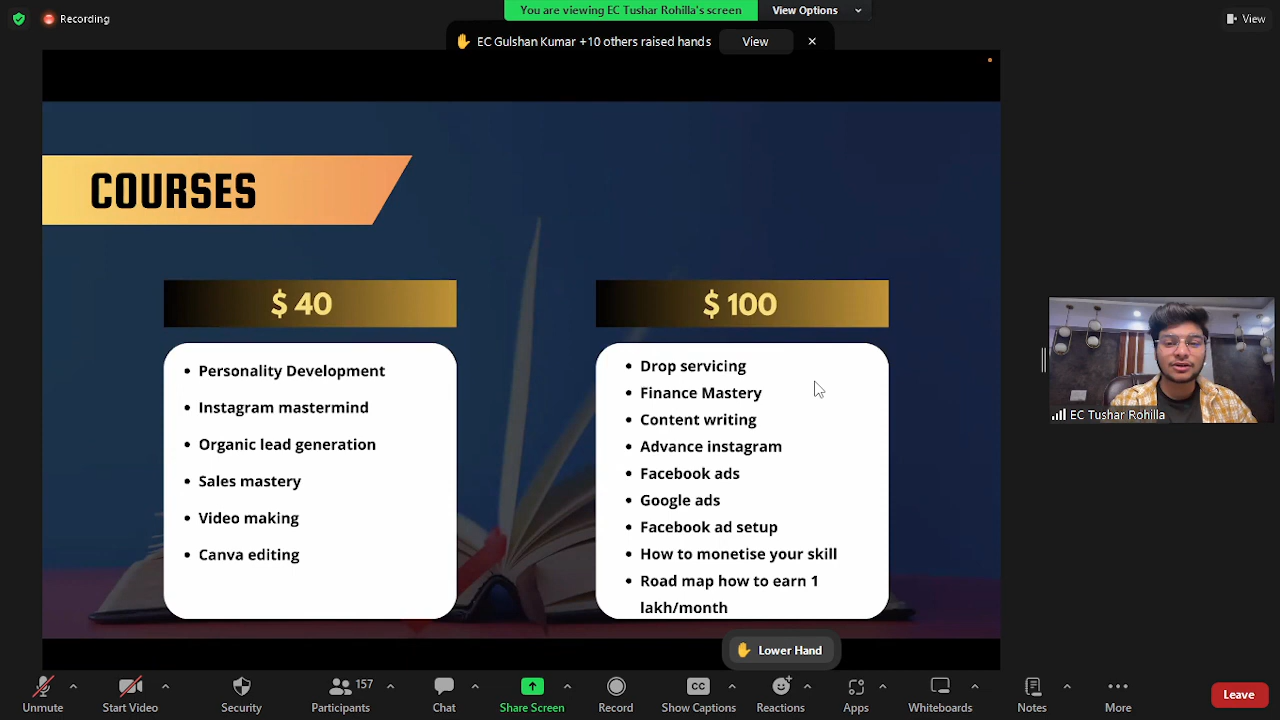 Recording
You are viewing EC Tushar Rohilla's screen
View Options
View
EC Gulshan Kumar +10 others raised hands
View
COURSES
$ 40
Personality Development
Instagram mastermind
Organic lead generation
Sales mastery
Video making
Canva editing
$ 100
Drop servicing
Finance Mastery
Content writing
Advance instagram
Facebook ads
Google ads
Facebook ad setup
How to monetise your skill
Road map how to earn 1
lakh/month
EC Tushar Rohilla
Lower Hand
Unmute
Start Video
Security
157
Participants
Chat
Share Screen
Record
CC
Show Captions
Reactions
Apps
Whiteboards
Notes
More
Leave